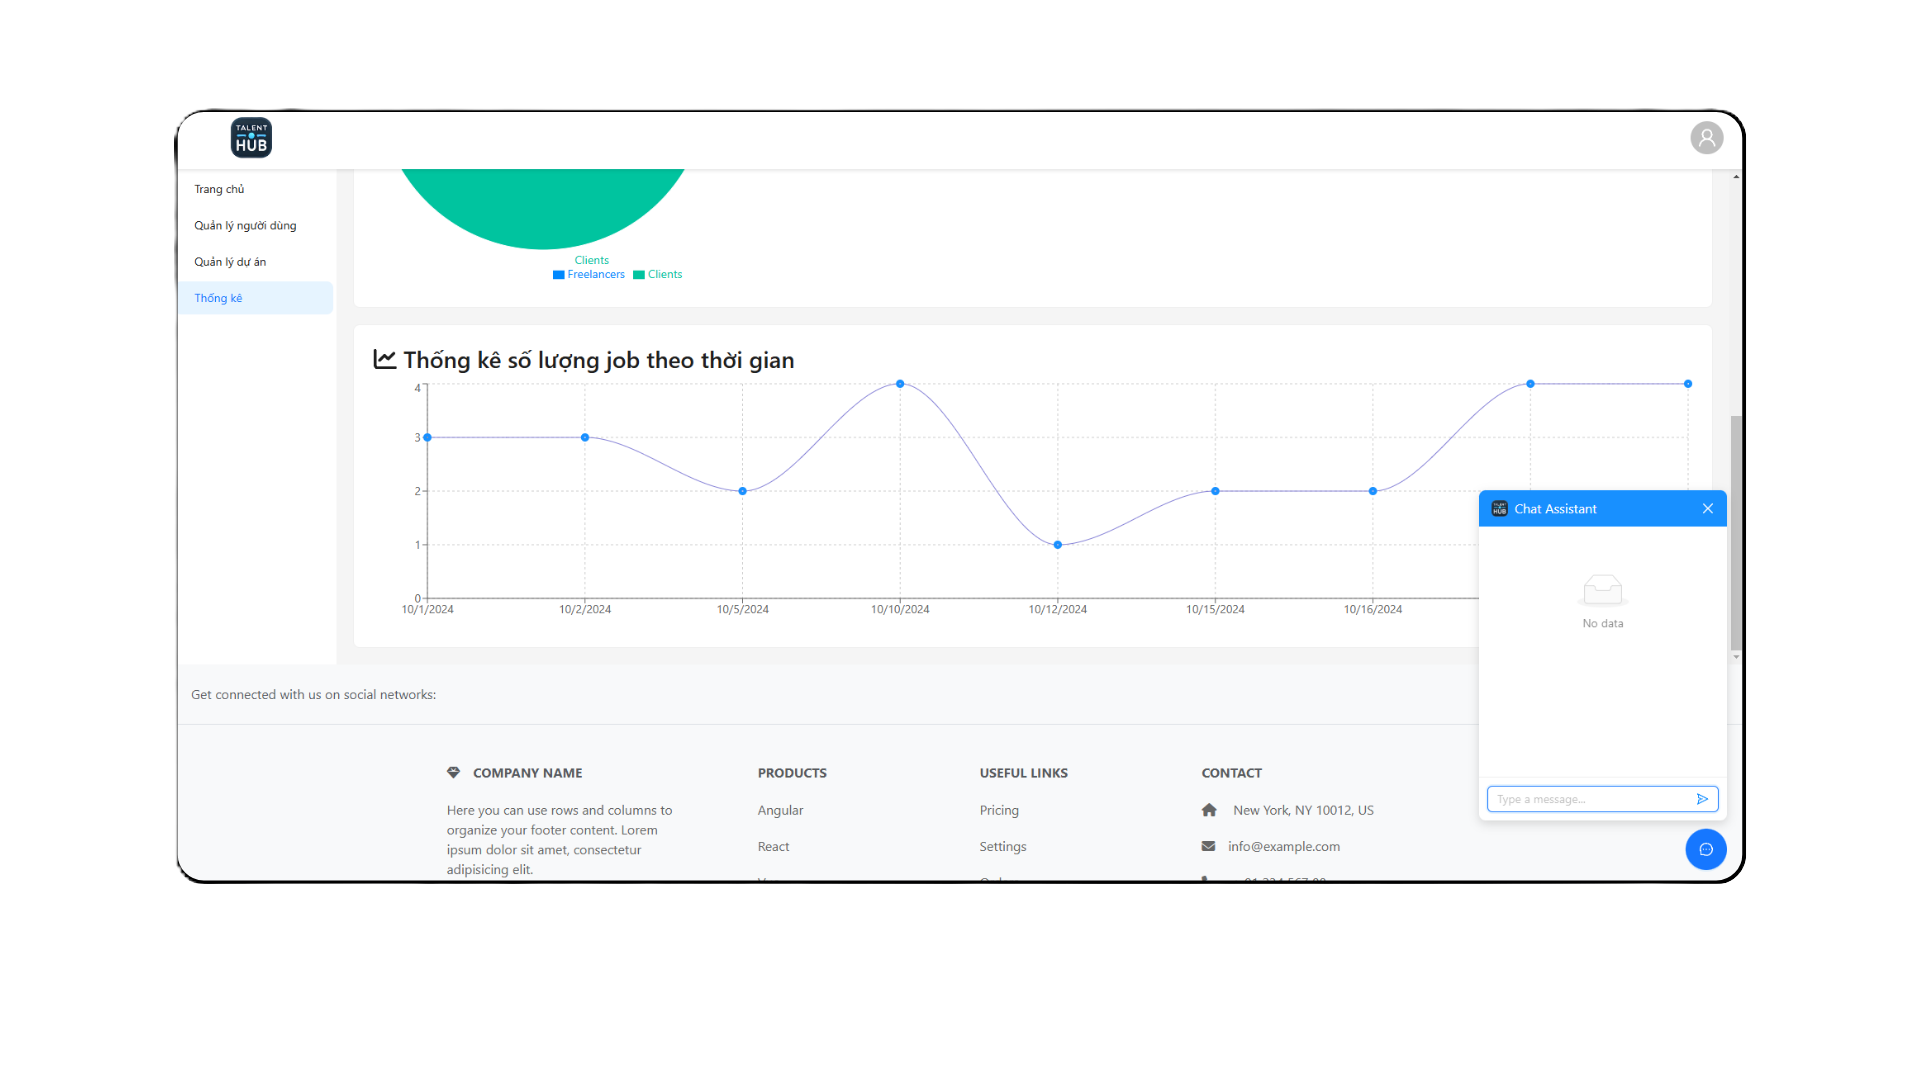 TALENT
HUB
Trang chủ
Quản lý người dùng
Quản lý dự án
Thống kê
Clients
Freelancers Clients
Thống kê số lượng job theo thời gian
4
3
2
1
0
10/1/2024 10/2/2024 10/5/2024 10/10/2024 10/12/2024 10/15/2024 10/16/2024
Chat Assistant
No data
Type a message...
Get connected with us on social networks:
COMPANY NAME
Here you can use rows and columns to
organize your footer content. Lorem
ipsum dolor sit amet, consectetur
adipisicing elit.
PRODUCTS
Angular
React
USEFUL LINKS
Pricing
Settings
CONTACT
New York, NY 10012, US
info@example.com